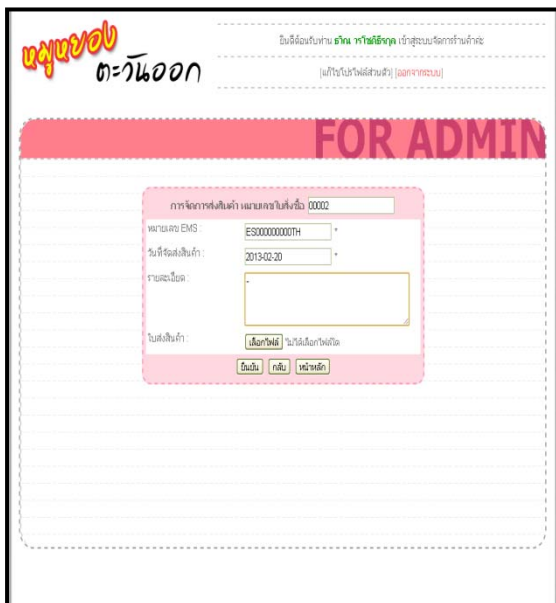 หมูหยอง
ตะวันออก
ยินดีต้อนรับท่าน ธวิณ วรโชติธีรกุล เข้าสู่ระบบจัดการร้านค้าค่ะ
|แก้ไขโปรไฟล์ส่วนตัว| |ออกจากระบบ|
FOR ADMIN
การจัดการส่งสินค้า หมายเลขใบสั่งซื้อ 00002
หมายเลข EMS : ES000000000TH *
วันที่จัดส่งสินค้า : 2013-02-20 *
รายละเอียด : -
ใบส่งสินค้า : เลือกไฟล์ ไม่ได้เลือกไฟล์ใด
ยืนยัน กลับ หน้าหลัก